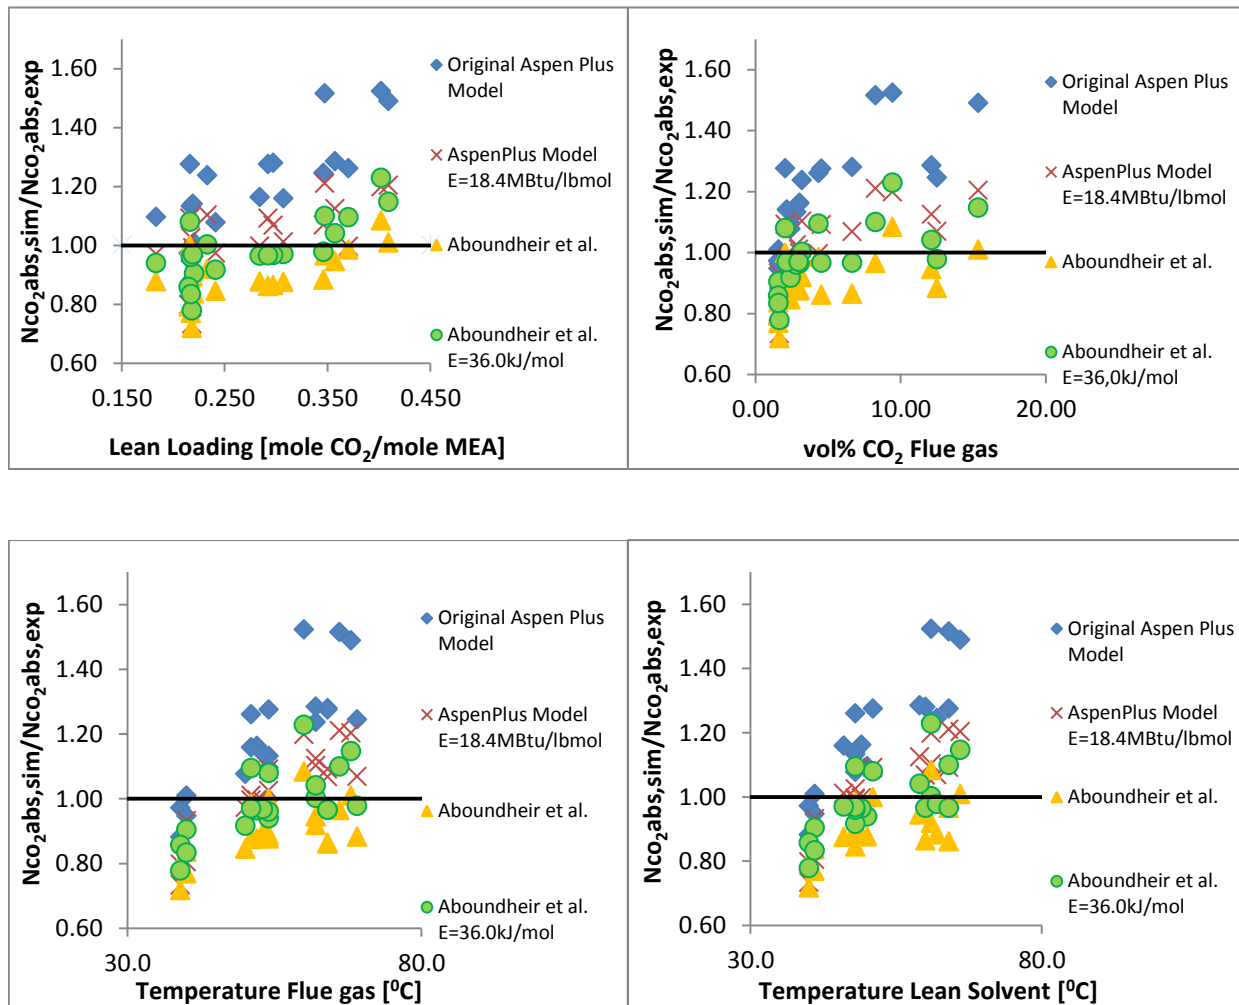 Nco2abs,sim/Nco2abs,exp
1.60
1.40
1.20
1.00
0.80
0.60
0.150 0.250 0.350 0.450
Lean Loading [mole CO2/mole MEA]
Original Aspen Plus
Model
AspenPlus Model
E=18.4MBtu/lbmol
Aboundheir et al.
Aboundheir et al.
E=36.0kJ/mol
Nco2abs,sim/Nco2abs,exp
1.60
1.40
1.20
1.00
0.80
0.60
0.00 10.00 20.00
vol% CO2 Flue gas
Original Aspen Plus
Model
AspenPlus Model
E=18.4MBtu/lbmol
Aboundheir et al.
Aboundheir et al.
E=36,0kJ/mol
Nco2abs,sim/Nco2abs,exp
1.60
1.40
1.20
1.00
0.80
0.60
30.0 80.0
Temperature Flue gas [⁰C]
Original Aspen Plus
Model
AspenPlus Model
E=18.4MBtu/lbmol
Aboundheir et al.
Aboundheir et al.
E=36.0kJ/mol
Nco2abs,sim/Nco2abs,exp
1.60
1.40
1.20
1.00
0.80
0.60
30.0 80.0
Temperature Lean Solvent [⁰C]
Original Aspen Plus
Model
AspenPlus Model
E=18.4MBtu/lbmol
Aboundheir et al.
Aboundheir et al.
E=36.0kJ/mol